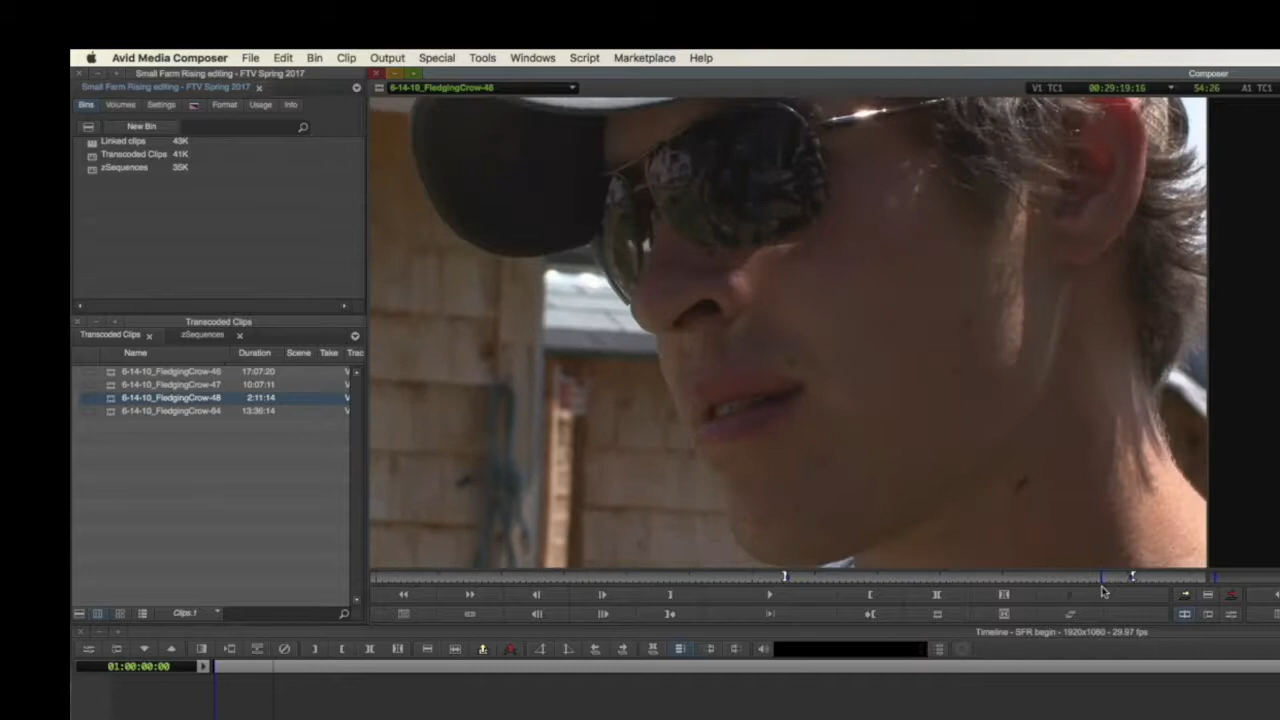 Avid Media Composer File Edit Bin Clip Output Special Tools Windows Script Marketplace Help
Small Farm Rising editing - FTV Spring 2017
Composer
Small Farm Rising editing - FTV Spring 2017
6-14-10_FledgingCrow-48
V1 TC1 00:29:19:16 54:26 A1 TC1
Bins Volumes Settings Format Usage Info
New Bin
Linked clips 43K
Transcoded Clips 41K
zSequences 35K
Transcoded Clips
Transcoded Clips zSequences
Name Duration Scene Take Trac
6-14-10_FledgingCrow-46 17:07:20 V
6-14-10_FledgingCrow-47 10:07:11 V
6-14-10_FledgingCrow-48 2:11:14 V
6-14-10_FledgingCrow-64 13:36:14 V
Clips.1
Timeline - SFR begin - 1920x1080 - 29.97 fps
01:00:00:00